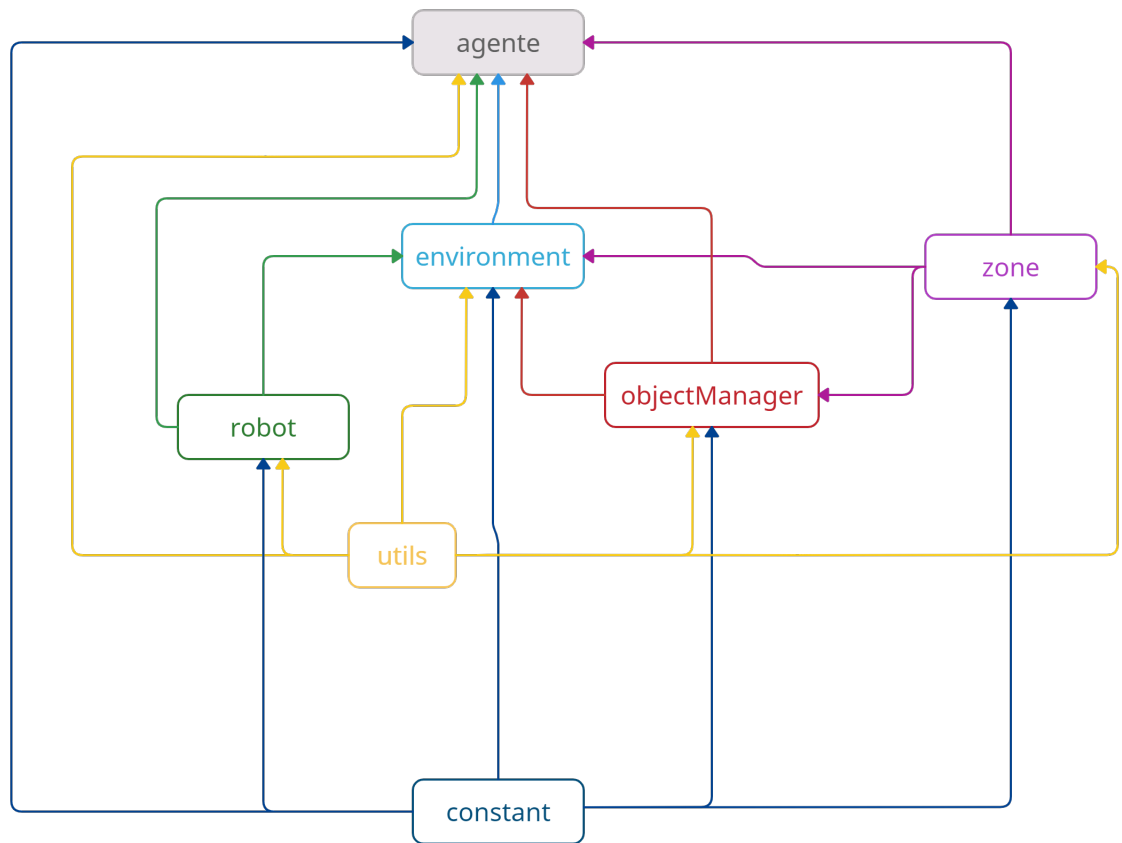 agente
environment
zone
objectManager
robot
utils
constant